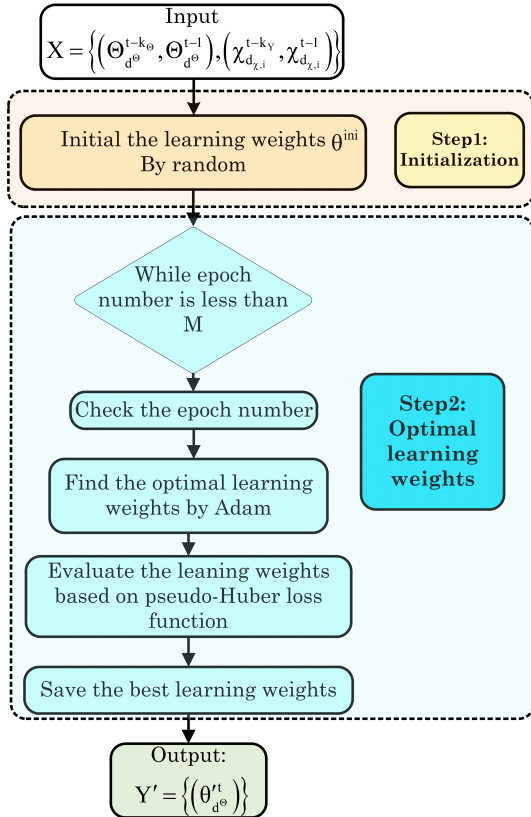 Input
X = {(Θ_{d^Θ}^{t-k_Θ}, Θ_{d^Θ}^{t-1}), (χ_{d_{χ,i}}^{t-k_Y}, χ_{d_{χ,i}}^{t-1})}
Initial the learning weights θ^{ini}
By random
Step1:
Initialization
While epoch
number is less than
M
Check the epoch number
Step2:
Optimal
learning
weights
Find the optimal learning
weights by Adam
Evaluate the leaning weights
based on pseudo-Huber loss
function
Save the best learning weights
Output:
Y′ = {(θ′_{d^Θ}^{t})}